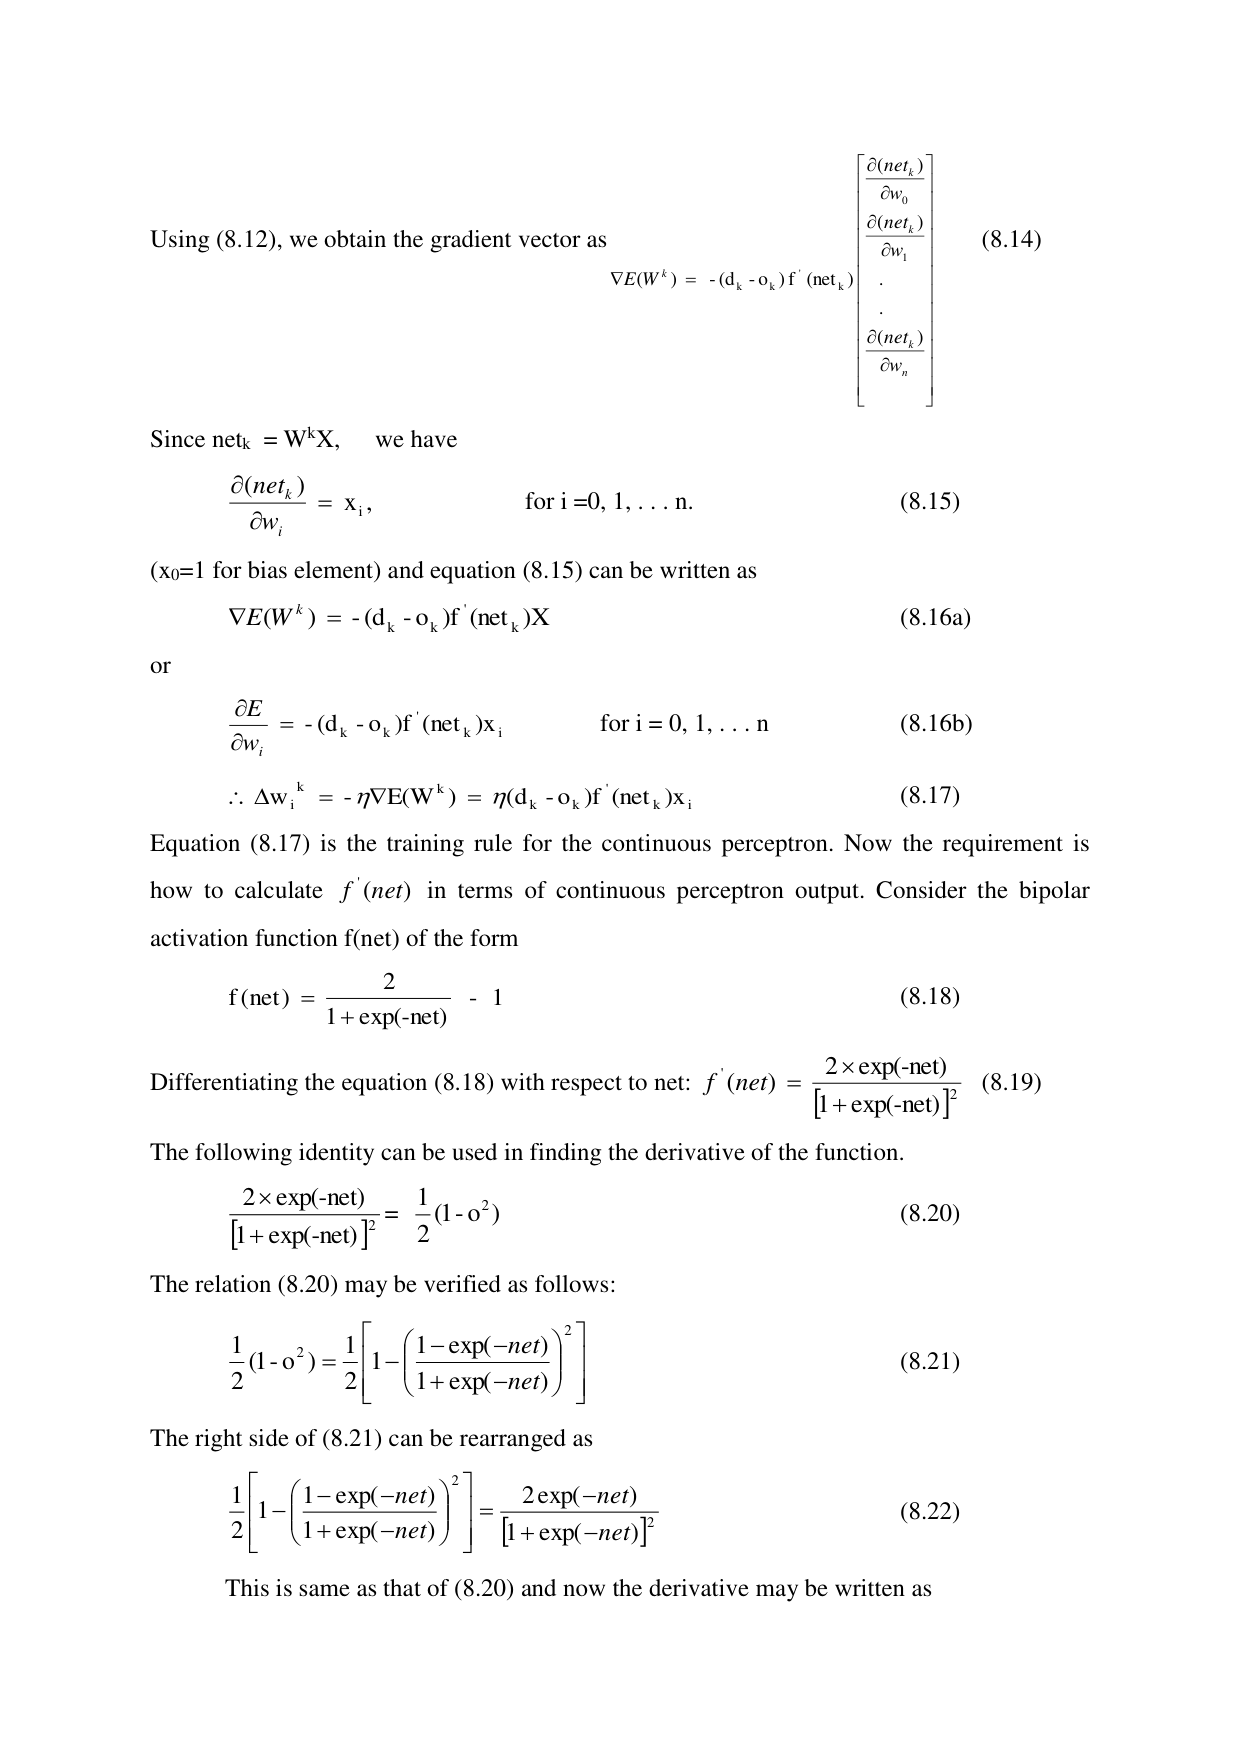 Using (8.12), we obtain the gradient vector as ∇E(W^k) = -(d_k - o_k) f'(net_k) [∂(net_k)/∂w_0 ∂(net_k)/∂w_1 . . ∂(net_k)/∂w_n] (8.14)
Since net_k = W^kX, we have
∂(net_k)/∂w_i = x_i, for i =0, 1, . . . n. (8.15)
(x_0=1 for bias element) and equation (8.15) can be written as
∇E(W^k) = -(d_k - o_k)f'(net_k)X (8.16a)
or
∂E/∂w_i = -(d_k - o_k)f'(net_k)x_i for i = 0, 1, . . . n (8.16b)
∴ Δw_i^k = -η∇E(W^k) = η(d_k - o_k)f'(net_k)x_i (8.17)
Equation (8.17) is the training rule for the continuous perceptron. Now the requirement is
how to calculate f'(net) in terms of continuous perceptron output. Consider the bipolar
activation function f(net) of the form
f(net) = 2/(1+exp(-net)) - 1 (8.18)
Differentiating the equation (8.18) with respect to net: f'(net) = 2×exp(-net)/[1+exp(-net)]^2 (8.19)
The following identity can be used in finding the derivative of the function.
2×exp(-net)/[1+exp(-net)]^2 = 1/2(1-o^2) (8.20)
The relation (8.20) may be verified as follows:
1/2(1-o^2) = 1/2[1−((1−exp(−net))/(1+exp(−net)))^2] (8.21)
The right side of (8.21) can be rearranged as
1/2[1−((1−exp(−net))/(1+exp(−net)))^2] = 2exp(−net)/[1+exp(−net)]^2 (8.22)
This is same as that of (8.20) and now the derivative may be written as